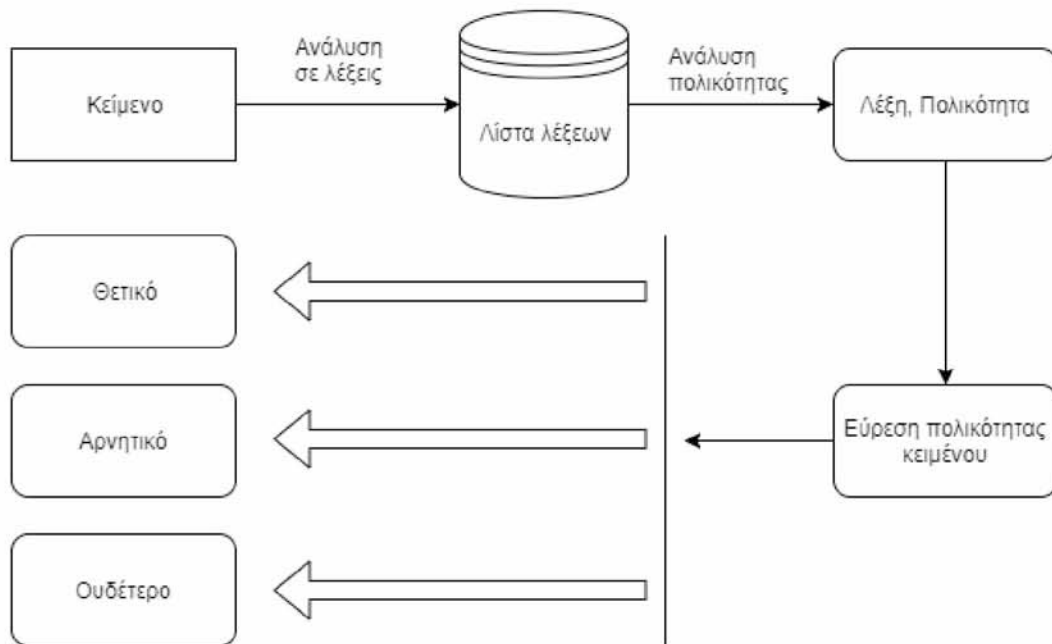 Κείμενο
Ανάλυση
σε λέξεις
Λίστα λέξεων
Ανάλυση
πολικότητας
Λέξη, Πολικότητα
Εύρεση πολικότητας
κειμένου
Θετικό
Αρνητικό
Ουδέτερο